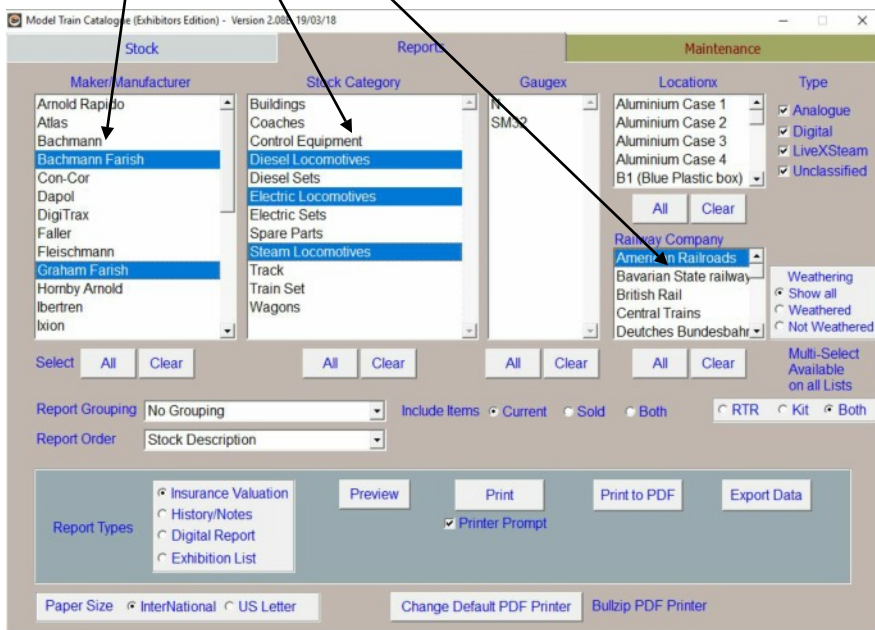 Model Train Catalogue (Exhibitors Edition) - Version 2.08E 19/03/18
Stock
Reports
Maintenance
Maker/Manufacturer
Arnold Rapido
Atlas
Bachmann
Bachmann Farish
Con-Cor
Dapol
DigiTrax
Faller
Fleischmann
Graham Farish
Hornby Arnold
Ibertren
Ixion
Select All Clear
Stock Category
Buildings
Coaches
Control Equipment
Diesel Locomotives
Diesel Sets
Electric Locomotives
Electric Sets
Spare Parts
Steam Locomotives
Track
Train Set
Wagons
All Clear
Gaugex
N
SM32
All Clear
Locationx
Aluminium Case 1
Aluminium Case 2
Aluminium Case 3
Aluminium Case 4
B1 (Blue Plastic box)
All Clear
Railway Company
American Railroads
Bavarian State railway
British Rail
Central Trains
Deutches Bundesbahn
All Clear
Type
Analogue
Digital
LiveXSteam
Unclassified
Weathering
Show all
Weathered
Not Weathered
Multi-Select
Available
on all Lists
Report Grouping No Grouping
Include Items Current Sold Both
RTR Kit Both
Report Order Stock Description
Report Types
Insurance Valuation
History/Notes
Digital Report
Exhibition List
Preview
Print
Print to PDF
Export Data
Printer Prompt
Paper Size InterNational US Letter
Change Default PDF Printer
Bullzip PDF Printer